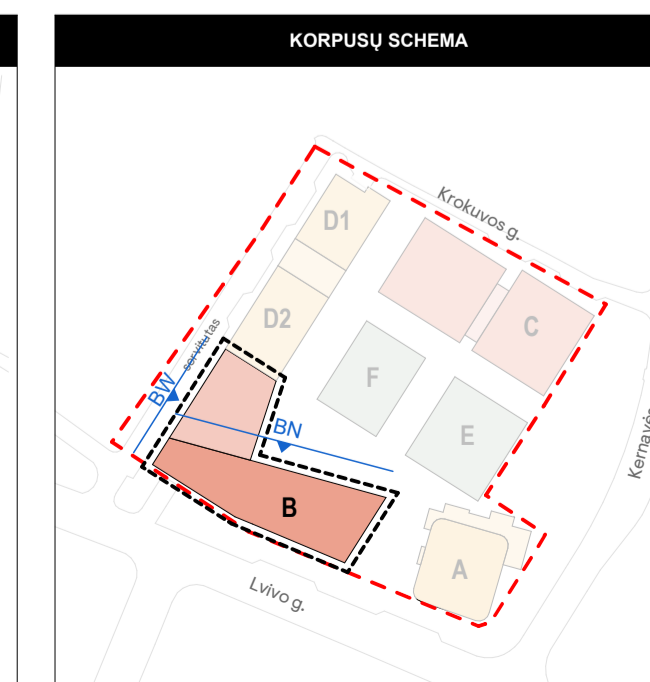 KORPUSŲ SCHEMA
Krokuvos g.
D1
C
D2
servitutas
F
BW
BN
E
Kernavės
B
A
Lvivo g.